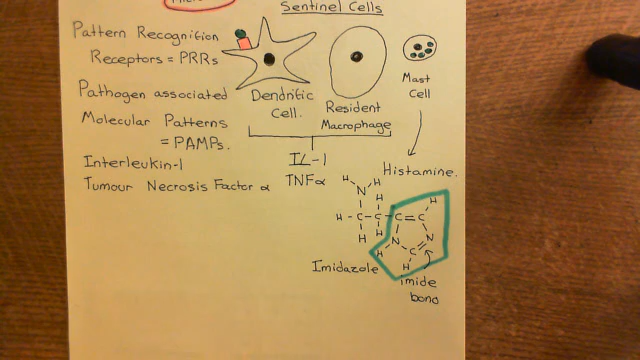 Sentinel Cells
Pattern Recognition
Receptors = PRRs
Pathogen associated
Molecular Patterns
= PAMPs.
Interleukin-1
Tumour Necrosis Factor α
Dendritic
Cell.
Resident
Macrophage
Mast
Cell
IL-1
TNFα
Histamine.
H H
N
H H
H - C - C - C = C
H H N N
H C
H
Imidazole
imide
bond